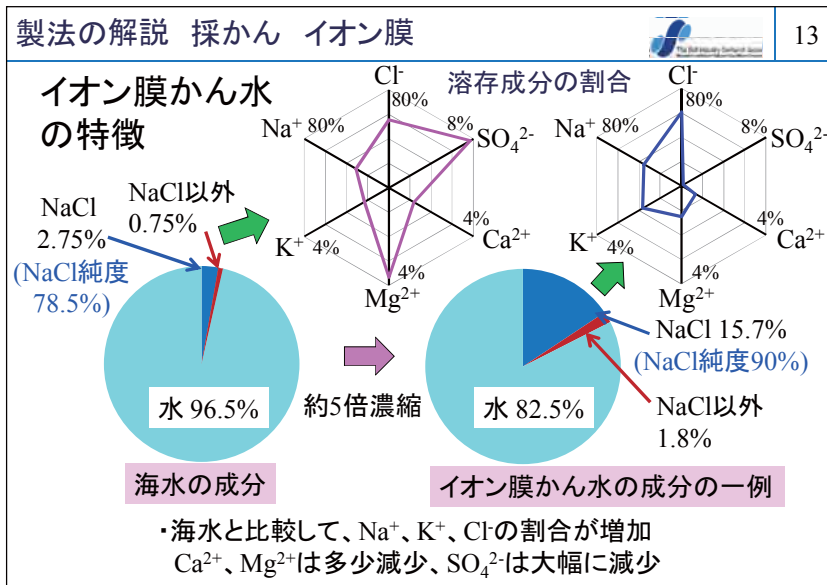 製法の解説 採かん イオン膜
13
イオン膜かん水
の特徴
溶存成分の割合
Cl⁻
80%
Na⁺ 80%
8% SO₄²⁻
4% Ca²⁺
4% Mg²⁺
K⁺ 4%
Cl⁻
80%
Na⁺ 80%
8% SO₄²⁻
4% Ca²⁺
4% Mg²⁺
K⁺ 4%
NaCl
2.75%
(NaCl純度
78.5%)
NaCl以外
0.75%
水 96.5%
海水の成分
約5倍濃縮
水 82.5%
NaCl 15.7%
(NaCl純度90%)
NaCl以外
1.8%
イオン膜かん水の成分の一例
・海水と比較して、Na⁺、K⁺、Cl⁻の割合が増加
Ca²⁺、Mg²⁺は多少減少、SO₄²⁻は大幅に減少